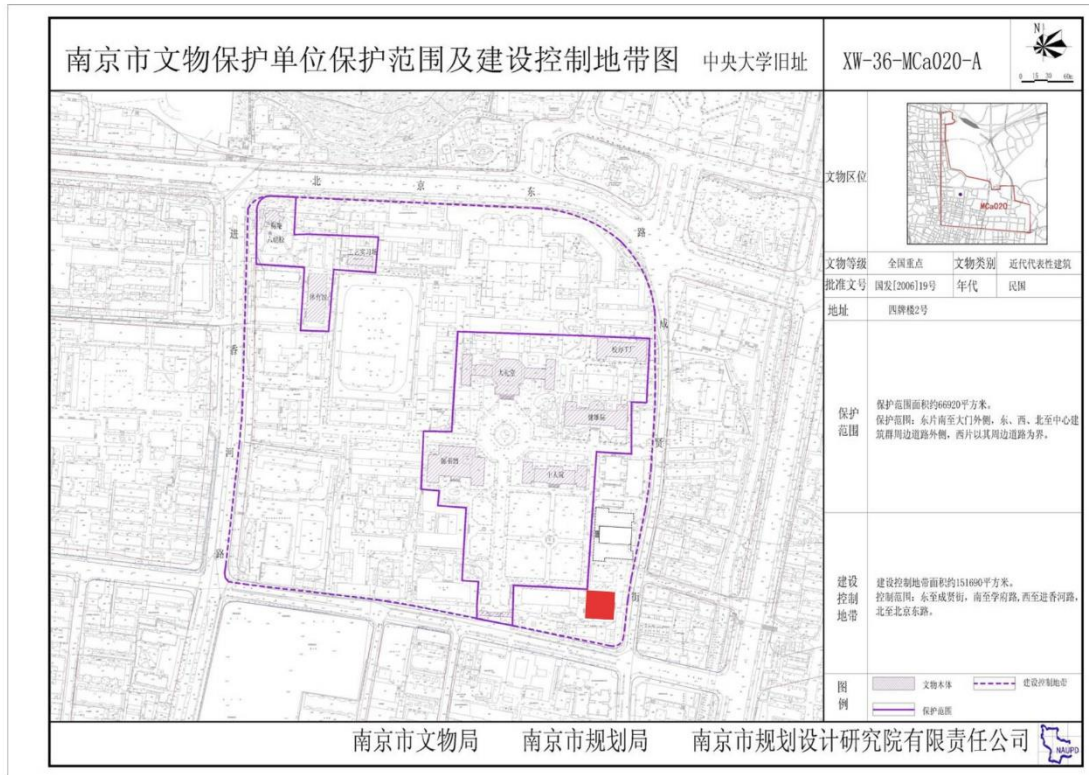 南京市文物保护单位保护范围及建设控制地带图 中央大学旧址
XW-36-MCa020-A
N
0 15 30 60m
北京东路
进香河路
成贤街
体育馆
大礼堂
图书馆
中大院
文物区位
MCa020
文物等级 全国重点 文物类别 近代代表性建筑
批准文号 国发[2006]19号 年代 民国
地址 四牌楼2号
保护范围
保护范围面积约66920平方米。
保护范围：东片南至大门外侧，东、西、北至中心建
筑群周边道路外侧，西片以其周边道路为界。
建设控制地带
建设控制地带面积约151690平方米。
控制范围：东至成贤街，南至学府路,西至进香河路，
北至北京东路。
图例
文物本体 建设控制地带
保护范围
南京市文物局 南京市规划局 南京市规划设计研究院有限责任公司
NAUPD